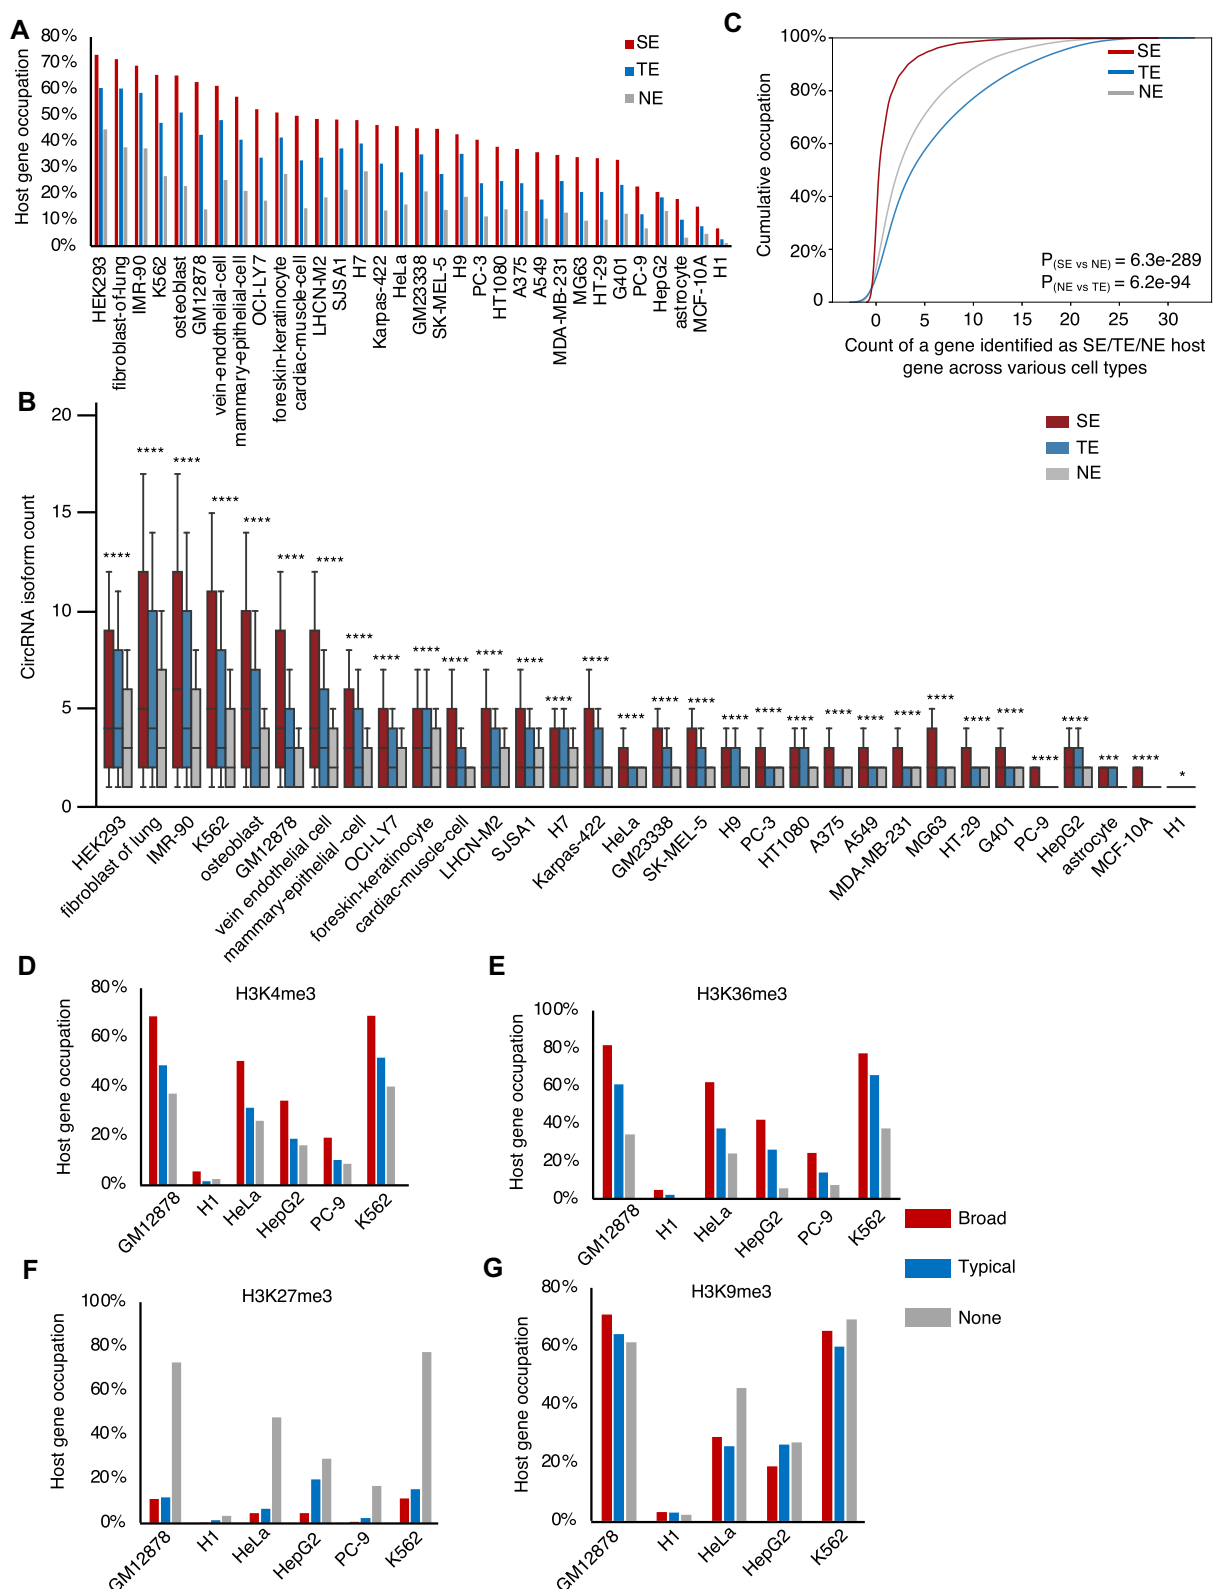 A
Host gene occupation
80%
70%
60%
50%
40%
30%
20%
10%
0%
SE
TE
NE
HEK293
fibroblast-of-lung
IMR-90
K562
osteoblast
GM12878
vein-endothelial-cell
mammary-epithelial-cell
OCI-LY7
foreskin-keratinocyte
cardiac-muscle-cell
LHCN-M2
SJSA1
H7
Karpas-422
HeLa
GM23338
SK-MEL-5
H9
PC-3
HT1080
A375
A549
MDA-MB-231
MG63
HT-29
G401
PC-9
HepG2
astrocyte
MCF-10A
H1
C
Cumulative occupation
100%
80%
60%
40%
20%
0
SE
TE
NE
P(SE vs NE) = 6.3e-289
P(NE vs TE) = 6.2e-94
0 5 10 15 20 25 30
Count of a gene identified as SE/TE/NE host
gene across various cell types
B
CircRNA isoform count
20
15
10
5
0
SE
TE
NE
**** **** **** **** **** **** **** **** **** **** **** **** **** **** **** **** **** **** **** **** **** **** **** **** **** **** **** **** **** *** **** *
HEK293
fibroblast of lung
IMR-90
K562
osteoblast
GM12878
vein endothelial cell
mammary-epithelial -cell
OCI-LY7
foreskin-keratinocyte
cardiac-muscle-cell
LHCN-M2
SJSA1
H7
Karpas-422
HeLa
GM23338
SK-MEL-5
H9
PC-3
HT1080
A375
A549
MDA-MB-231
MG63
HT-29
G401
PC-9
HepG2
astrocyte
MCF-10A
H1
D
H3K4me3
Host gene occupation
80%
60%
40%
20%
0%
GM12878
H1
HeLa
HepG2
PC-9
K562
E
H3K36me3
Host gene occupation
100%
80%
60%
40%
20%
0%
GM12878
H1
HeLa
HepG2
PC-9
K562
Broad
Typical
None
F
H3K27me3
Host gene occupation
100%
80%
60%
40%
20%
0%
GM12878
H1
HeLa
HepG2
PC-9
K562
G
H3K9me3
Host gene occupation
80%
60%
40%
20%
0%
GM12878
H1
HeLa
HepG2
K562